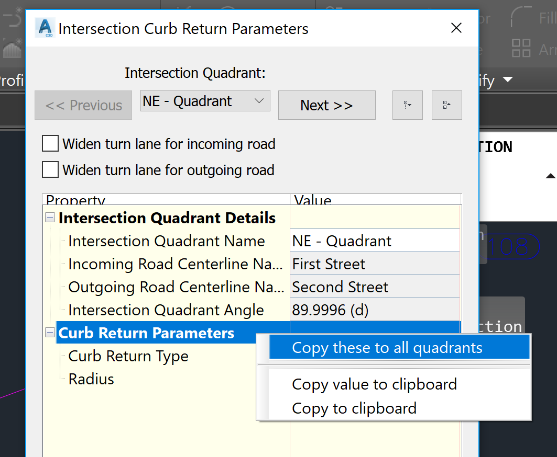 Intersection Curb Return Parameters
Fil
Ar
rofi
ify
Intersection Quadrant:
<< Previous
NE - Quadrant
Next >>
Widen turn lane for incoming road
Widen turn lane for outgoing road
TION
Property Value
Intersection Quadrant Details
Intersection Quadrant Name NE - Quadrant
Incoming Road Centerline Na... First Street
Outgoing Road Centerline Na... Second Street
Intersection Quadrant Angle 89.9996 (d)
Curb Return Parameters
Curb Return Type
Radius
Copy these to all quadrants
Copy value to clipboard
Copy to clipboard
ction